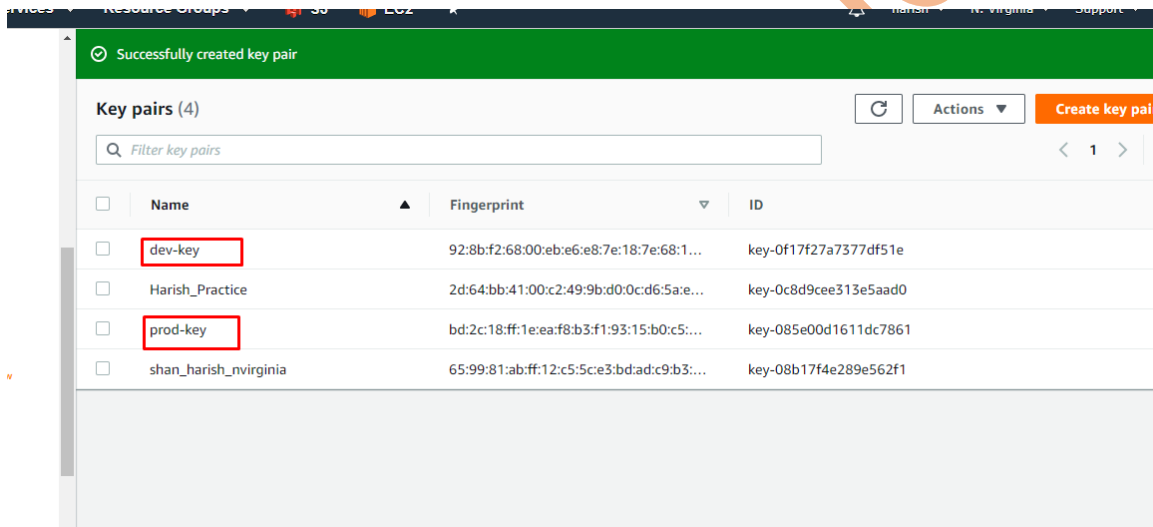 Services Resource Groups S3 EC2 Harish N. Virginia Support
Successfully created key pair
Key pairs (4)
Actions Create key pai
Filter key pairs
1
Name Fingerprint ID
dev-key 92:8b:f2:68:00:eb:e6:e8:7e:18:7e:68:1... key-0f17f27a7377df51e
Harish_Practice 2d:64:bb:41:00:c2:49:9b:d0:0c:d6:5a:e... key-0c8d9cee313e5aad0
prod-key bd:2c:18:ff:1e:ea:f8:b3:f1:93:15:b0:c5:... key-085e00d1611dc7861
shan_harish_nvirginia 65:99:81:ab:ff:12:c5:5c:e3:bd:ad:c9:b3:... key-08b17f4e289e562f1